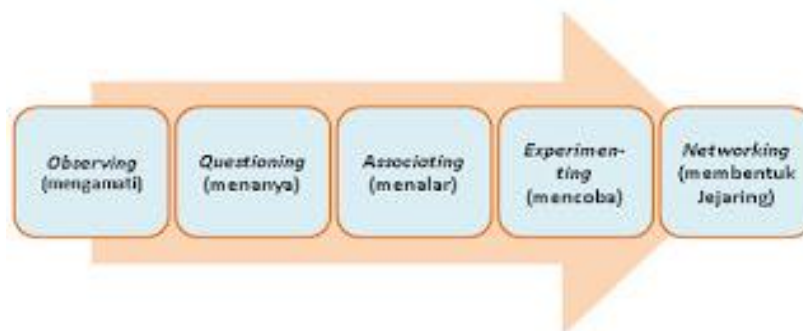 Observing
(mengamati)
Questioning
(menanya)
Associating
(menalar)
Experimen-
ting
(mencoba)
Networking
(membentuk
Jejaring)